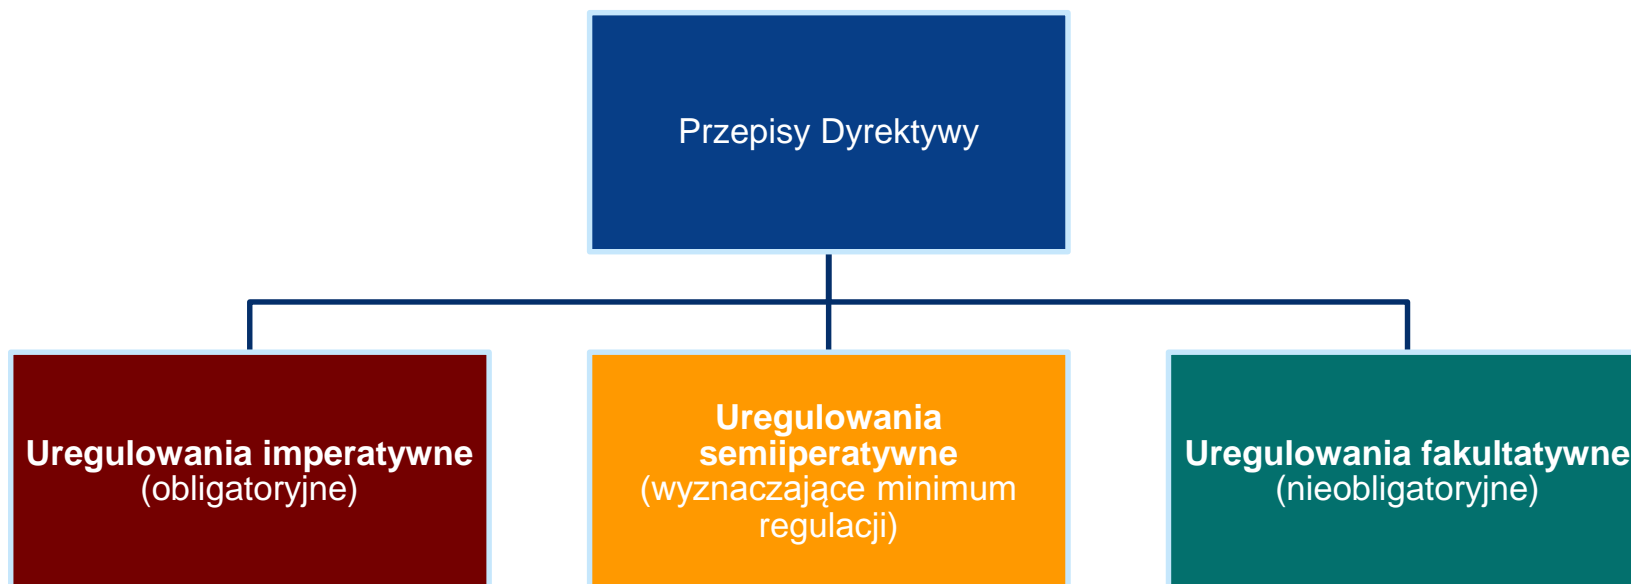 Przepisy Dyrektywy
Uregulowania imperatywne
(obligatoryjne)
Uregulowania
semiiperatywne
(wyznaczające minimum
regulacji)
Uregulowania fakultatywne
(nieobligatoryjne)